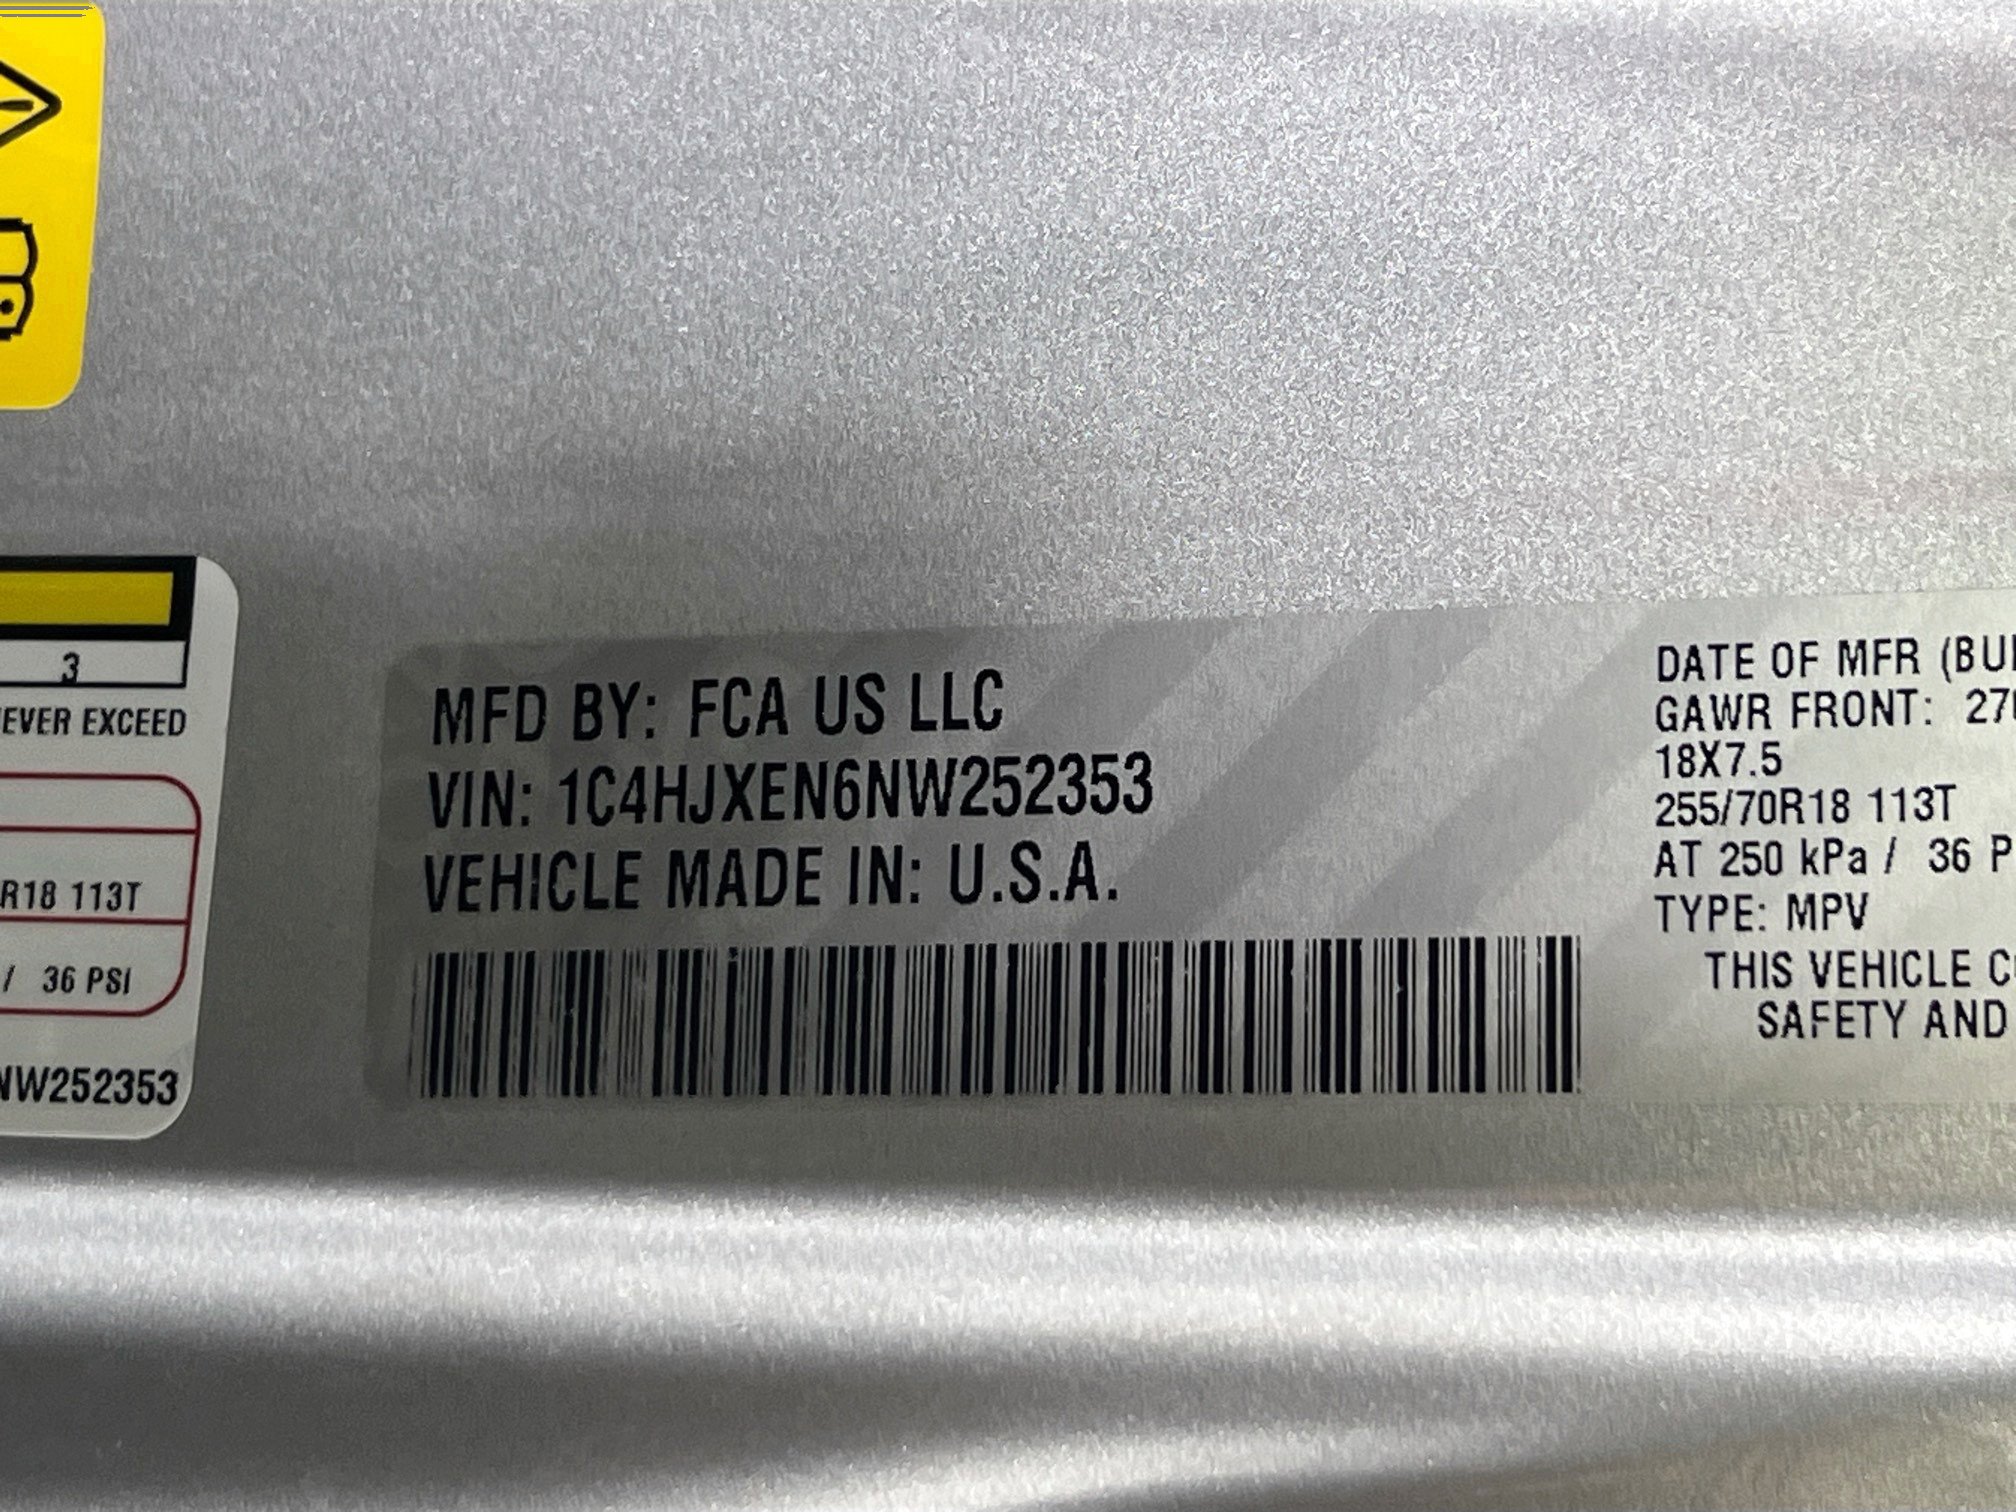 3
EVER EXCEED
R18 113T
/ 36 PSI
NW252353
MFD BY: FCA US LLC
VIN: 1C4HJXEN6NW252353
VEHICLE MADE IN: U.S.A.
DATE OF MFR (BU
GAWR FRONT: 27
18X7.5
255/70R18 113T
AT 250 kPa / 36 P
TYPE: MPV
THIS VEHICLE C
SAFETY AND